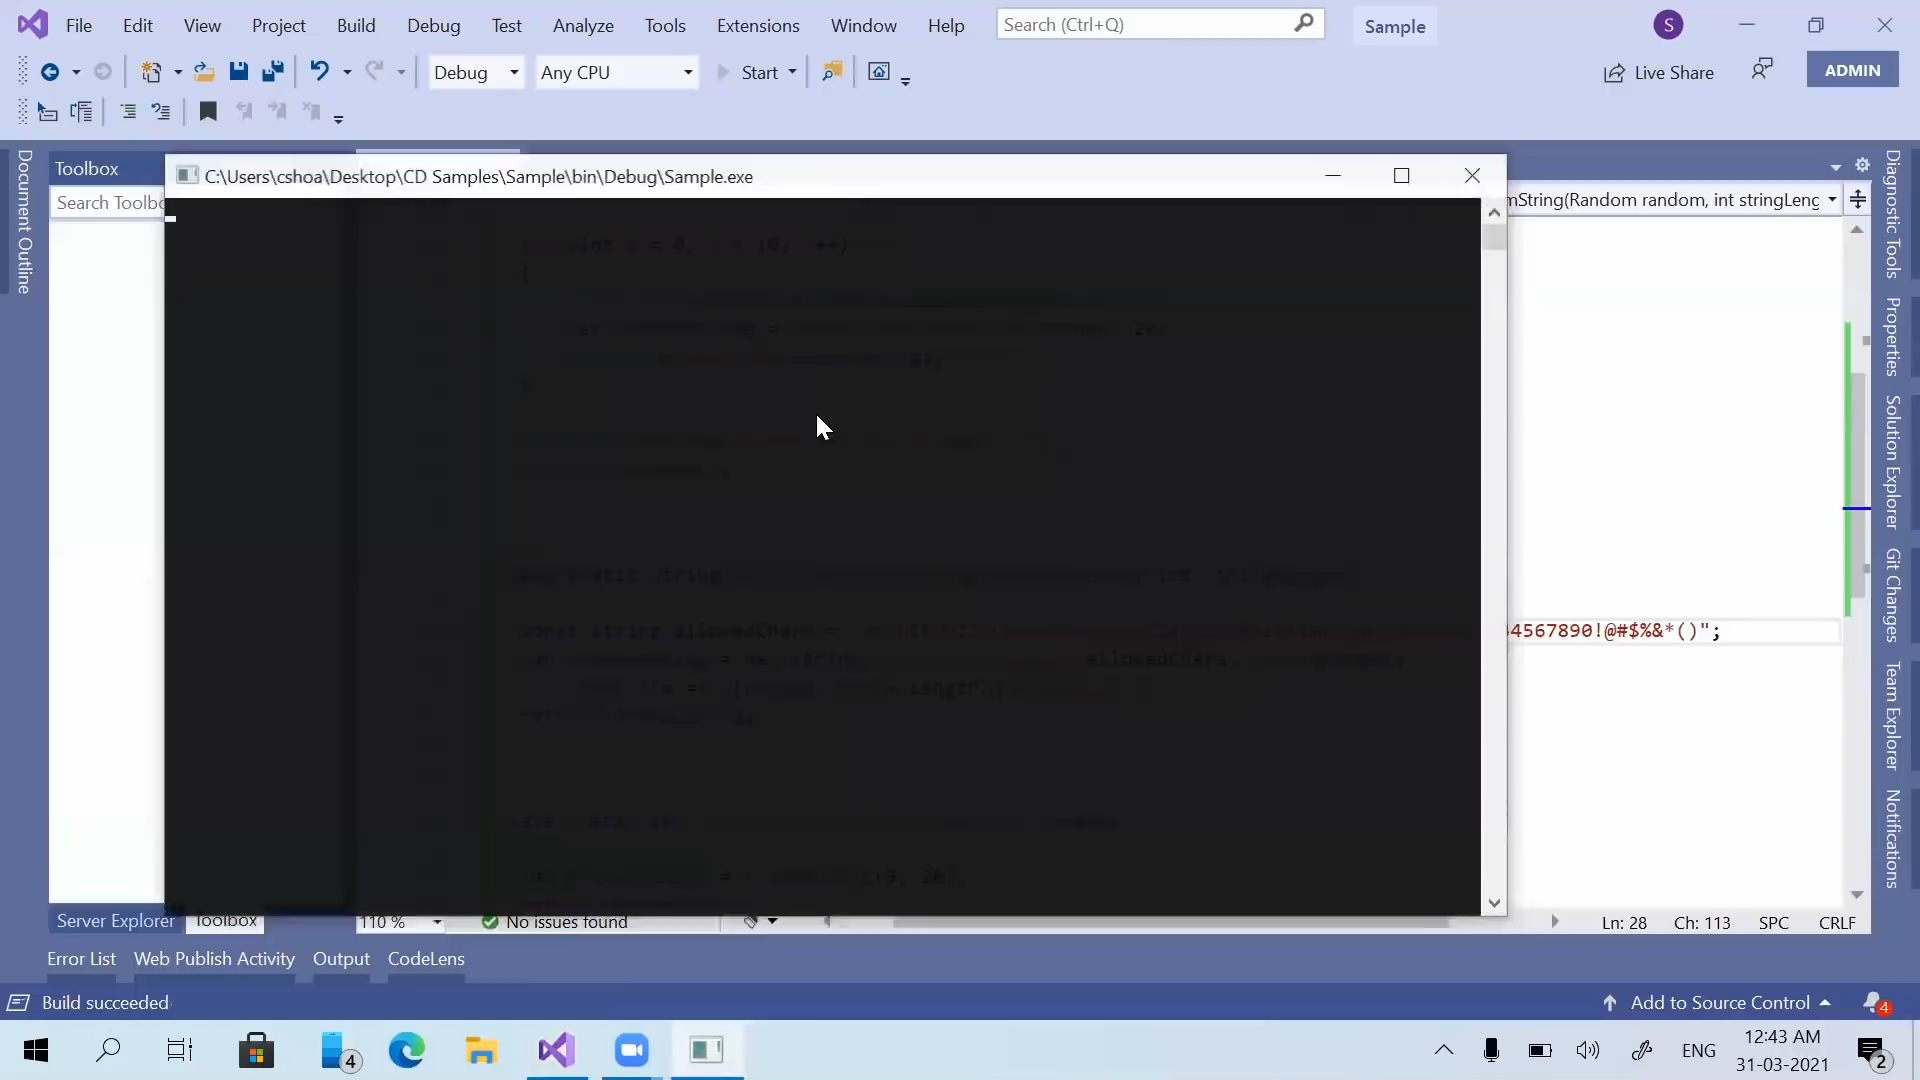 File Edit View Project Build Debug Test Analyze Tools Extensions Window Help Search (Ctrl+Q) Sample S
Debug Any CPU Start Live Share ADMIN
Document Outline
Toolbox
Search Toolbo
C:\Users\cshoa\Desktop\CD Samples\Sample\bin\Debug\Sample.exe
mString(Random random, int stringLeng
34567890!@#$%&*()";
Diagnostic Tools
Properties
Solution Explorer
Git Changes
Team Explorer
Notifications
Server Explorer Toolbox 110 % No issues found Ln: 28 Ch: 113 SPC CRLF
Error List Web Publish Activity Output CodeLens
Build succeeded Add to Source Control 4
4 ENG 12:43 AM
31-03-2021 2